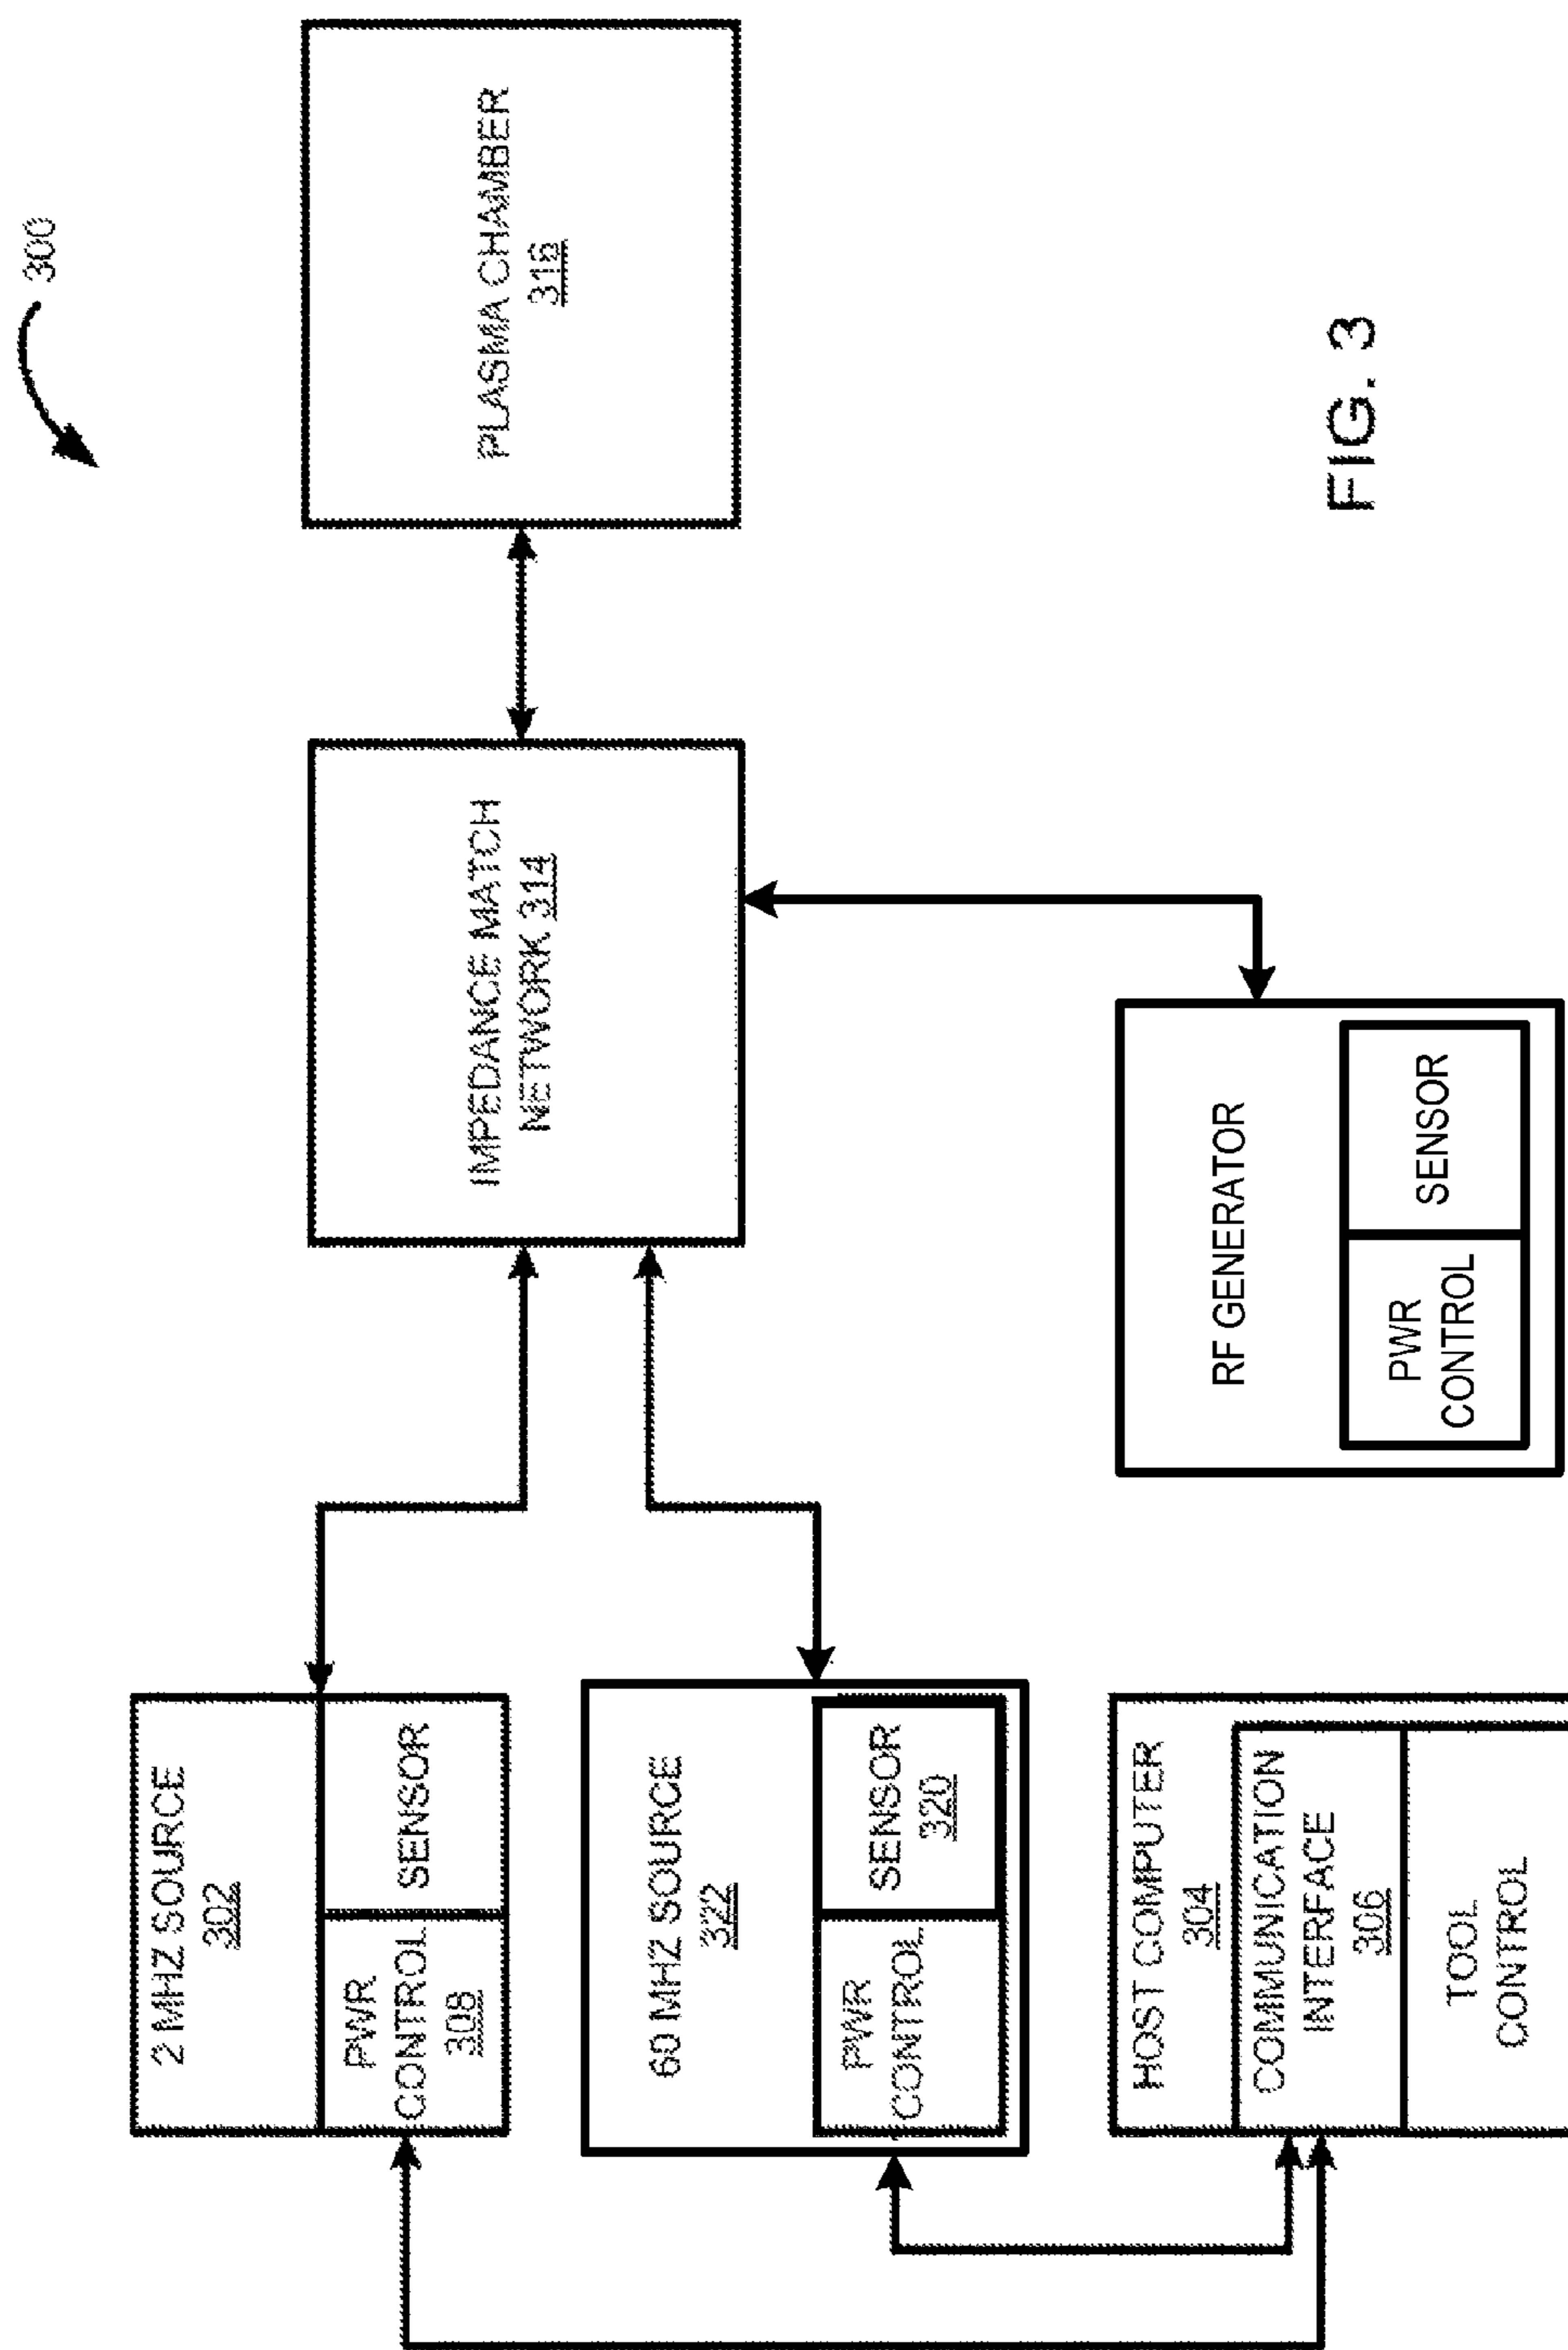 300
2 MHZ SOURCE
302
PWR
CONTROL
308
SENSOR
60 MHZ SOURCE
322
PWR
CONTROL
SENSOR
320
HOST COMPUTER
304
COMMUNICATION
INTERFACE
306
TOOL
CONTROL
IMPEDANCE MATCH
NETWORK 314
PLASMA CHAMBER
316
RF GENERATOR
PWR
CONTROL
SENSOR
FIG. 3